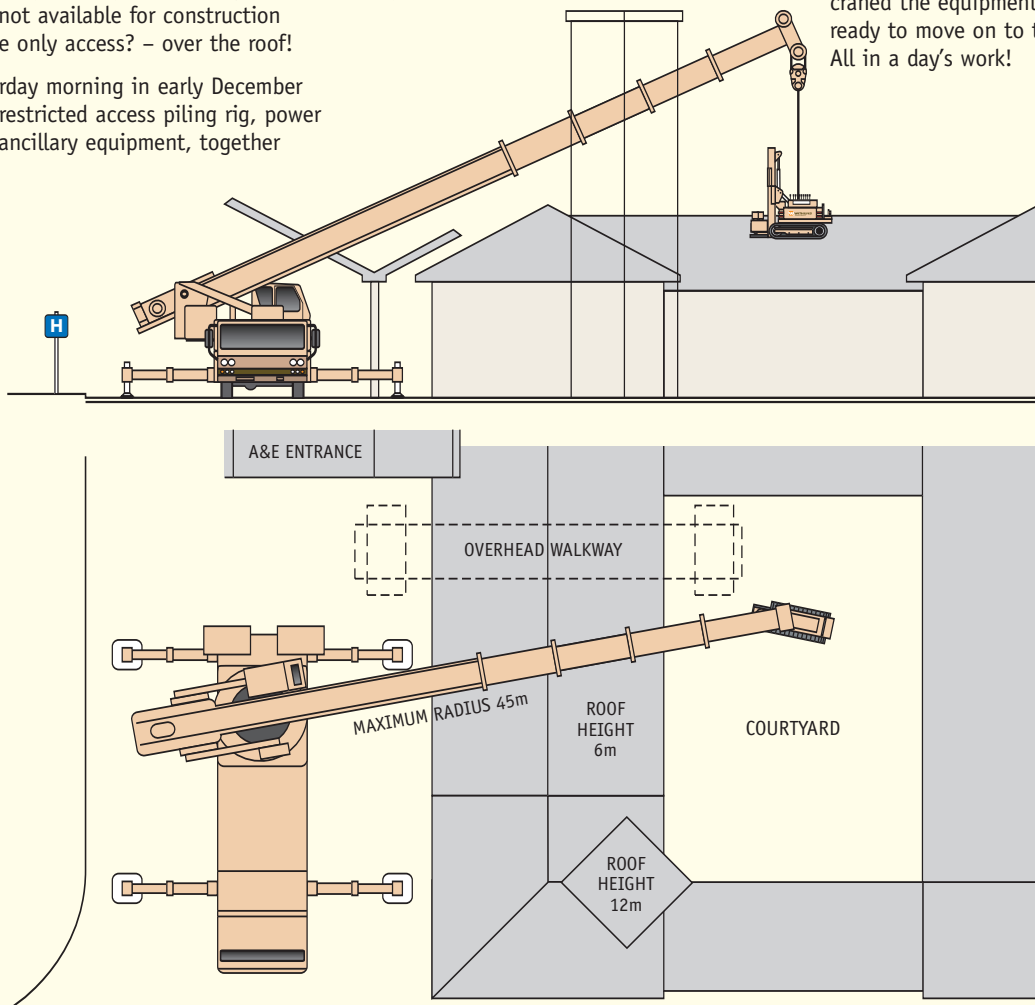 not available for construction
e only access? – over the roof!
rday morning in early December
restricted access piling rig, power
ancillary equipment, together
craned the equipment
ready to move on to t
All in a day's work!
H
A&E ENTRANCE
OVERHEAD WALKWAY
MAXIMUM RADIUS 45m
ROOF
HEIGHT
6m
COURTYARD
ROOF
HEIGHT
12m